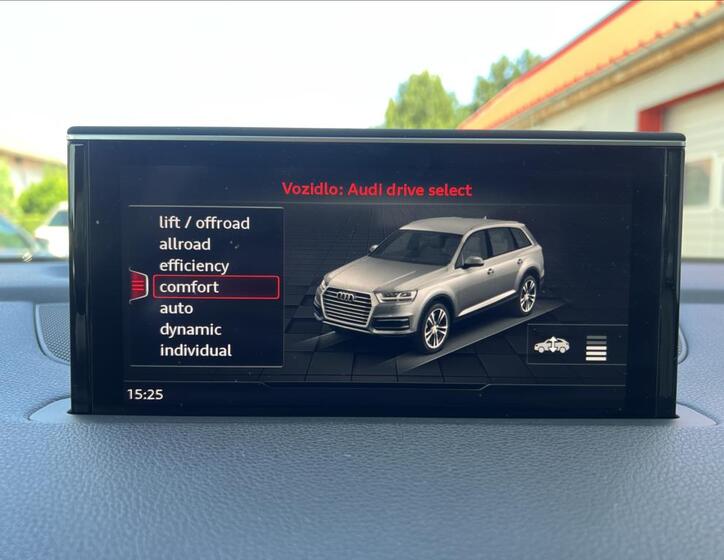 Vozidlo: Audi drive select
lift / offroad
allroad
efficiency
comfort
auto
dynamic
individual
15:25